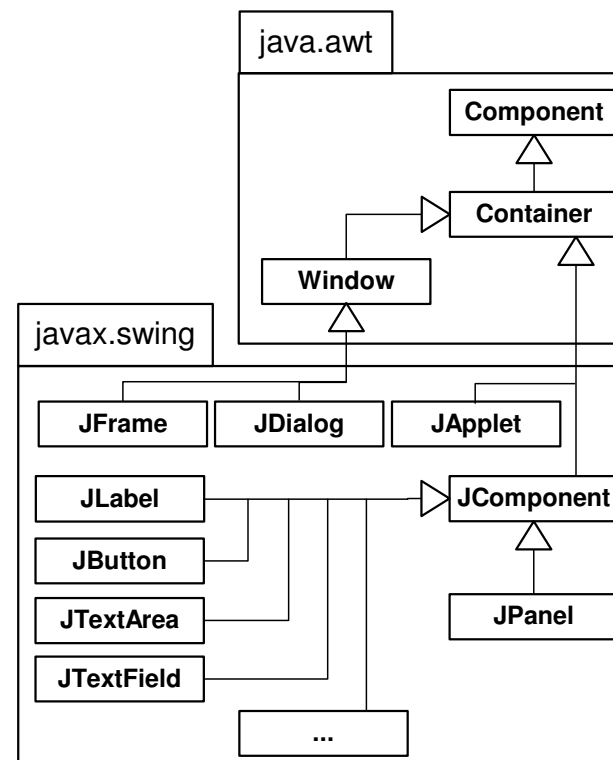 java.awt
Component
Container
Window
javax.swing
JFrame
JDialog
JApplet
JLabel
JComponent
JButton
JTextArea
JPanel
JTextField
...